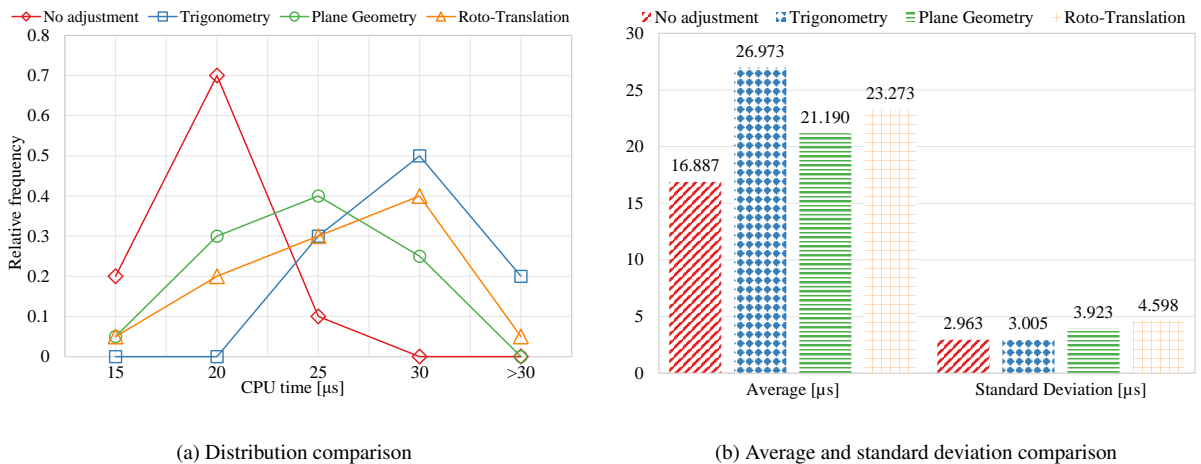 No adjustment Trigonometry Plane Geometry Roto-Translation
0.8
0.7
0.6
0.5
0.4
0.3
0.2
0.1
0
Relative frequency
15 20 25 30 >30
CPU time [µs]
(a) Distribution comparison
No adjustment Trigonometry Plane Geometry Roto-Translation
30
25
20
15
10
5
0
16.887 26.973 21.190 23.273
2.963 3.005 3.923 4.598
Average [µs] Standard Deviation [µs]
(b) Average and standard deviation comparison